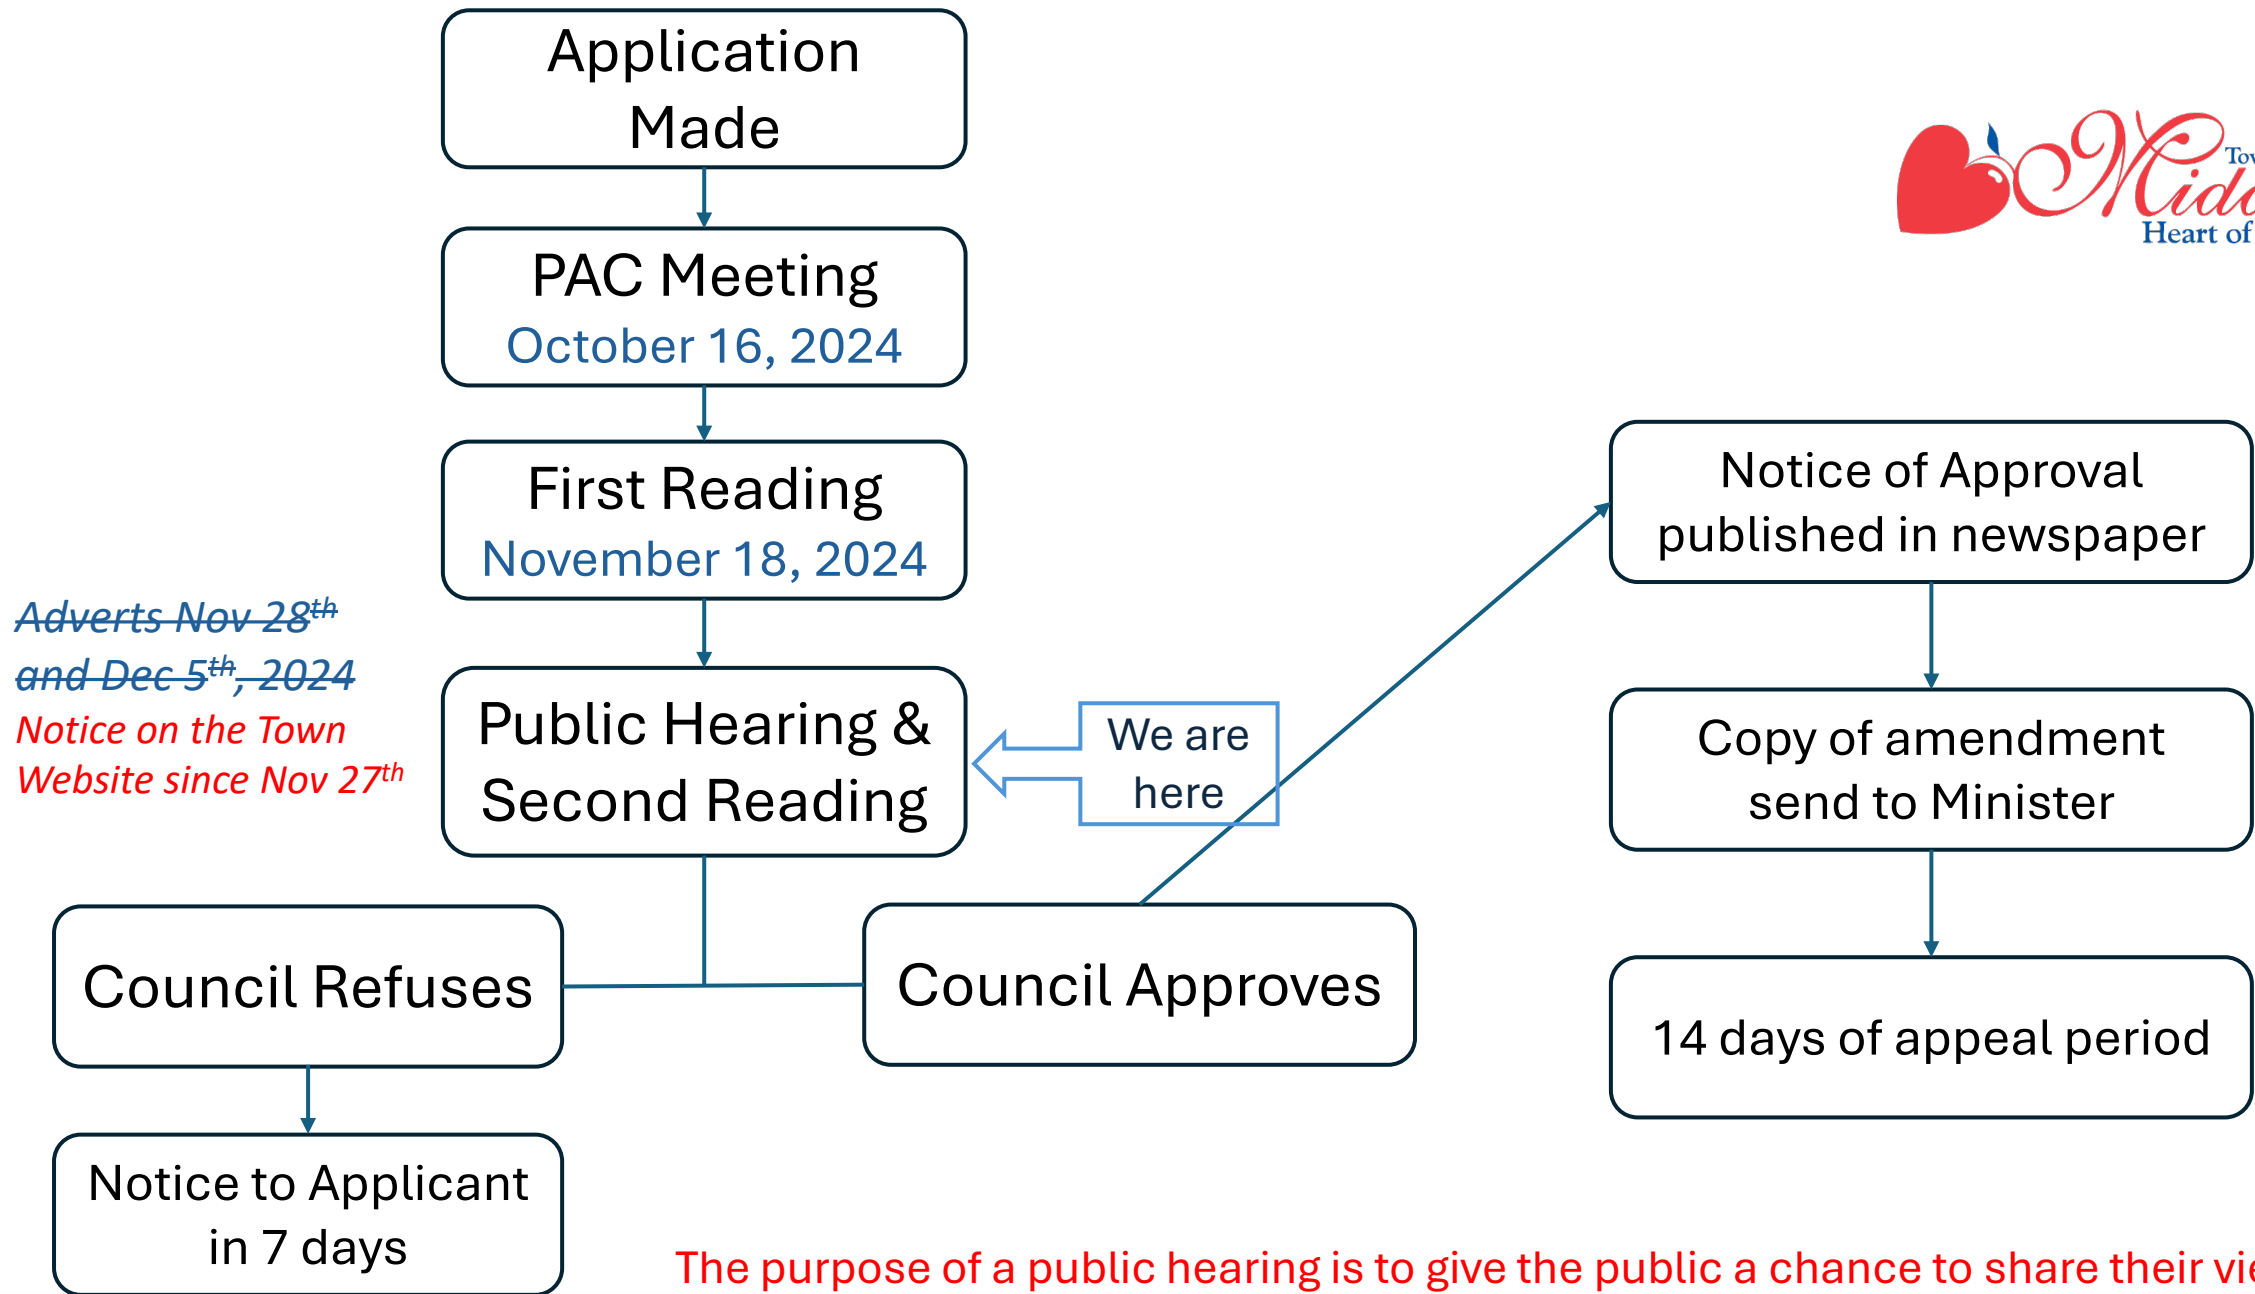 Application
Made
PAC Meeting
October 16, 2024
First Reading
November 18, 2024
Adverts Nov 28th
and Dec 5th, 2024
Notice on the Town
Website since Nov 27th
Public Hearing &
Second Reading
We are
here
Council Refuses
Council Approves
Notice to Applicant
in 7 days
Heart of
Notice of Approval
published in newspaper
Copy of amendment
send to Minister
14 days of appeal period
The purpose of a public hearing is to give the public a chance to share their